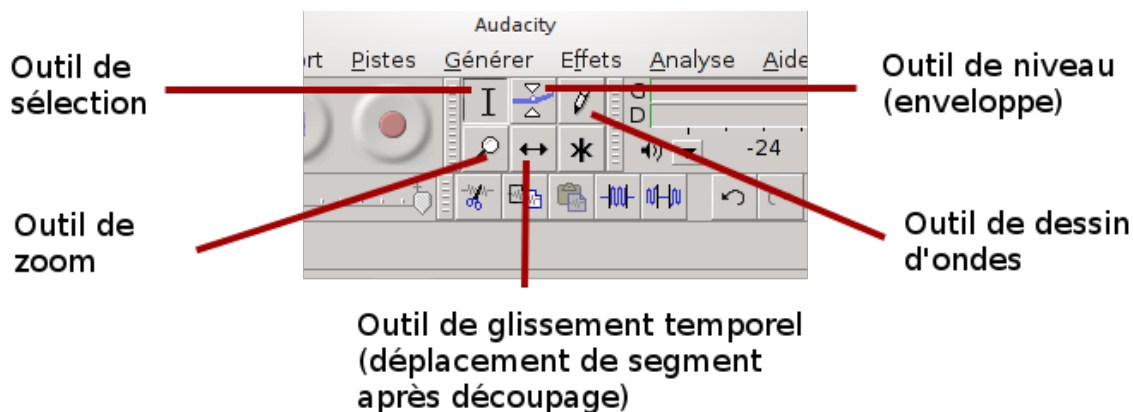 Audacity
Outil de
sélection
ort Pistes Générer Effets Analyse Aide
Outil de niveau
(enveloppe)
G
D
-24
Outil de
zoom
Outil de dessin
d'ondes
Outil de glissement temporel
(déplacement de segment
après découpage)